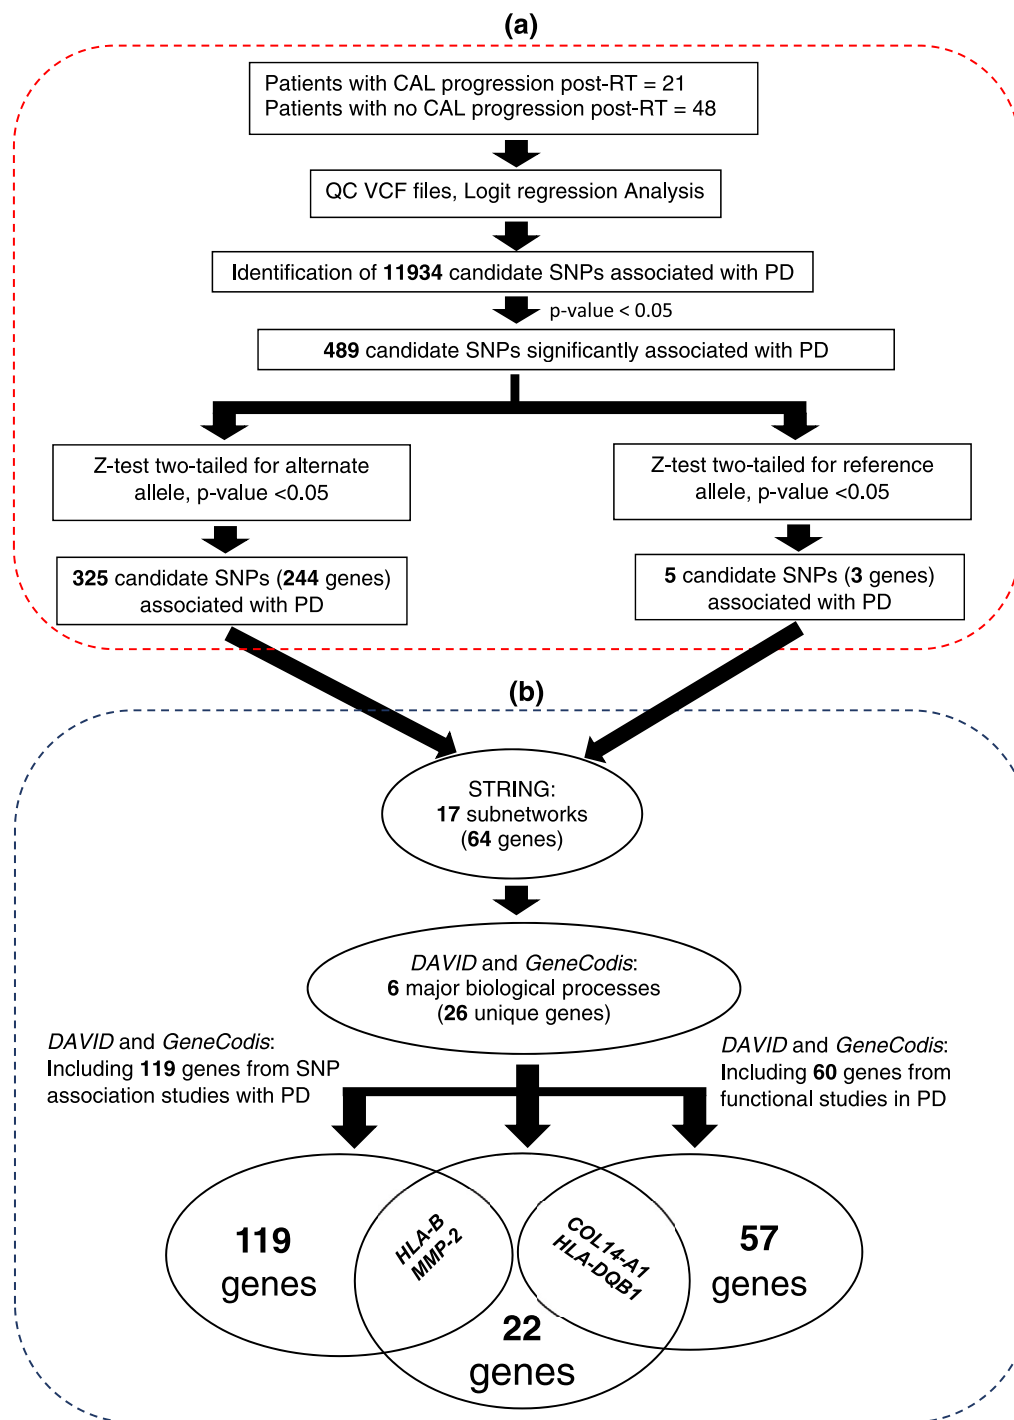 (a)
Patients with CAL progression post-RT = 21
Patients with no CAL progression post-RT = 48
QC VCF files, Logit regression Analysis
Identification of 11934 candidate SNPs associated with PD
p-value < 0.05
489 candidate SNPs significantly associated with PD
Z-test two-tailed for alternate
allele, p-value <0.05
Z-test two-tailed for reference
allele, p-value <0.05
325 candidate SNPs (244 genes)
associated with PD
5 candidate SNPs (3 genes)
associated with PD
(b)
STRING:
17 subnetworks
(64 genes)
DAVID and GeneCodis:
6 major biological processes
(26 unique genes)
DAVID and GeneCodis:
Including 119 genes from SNP
association studies with PD
DAVID and GeneCodis:
Including 60 genes from
functional studies in PD
119
genes
HLA-B
MMP-2
COL14-A1
HLA-DQB1
57
genes
22
genes